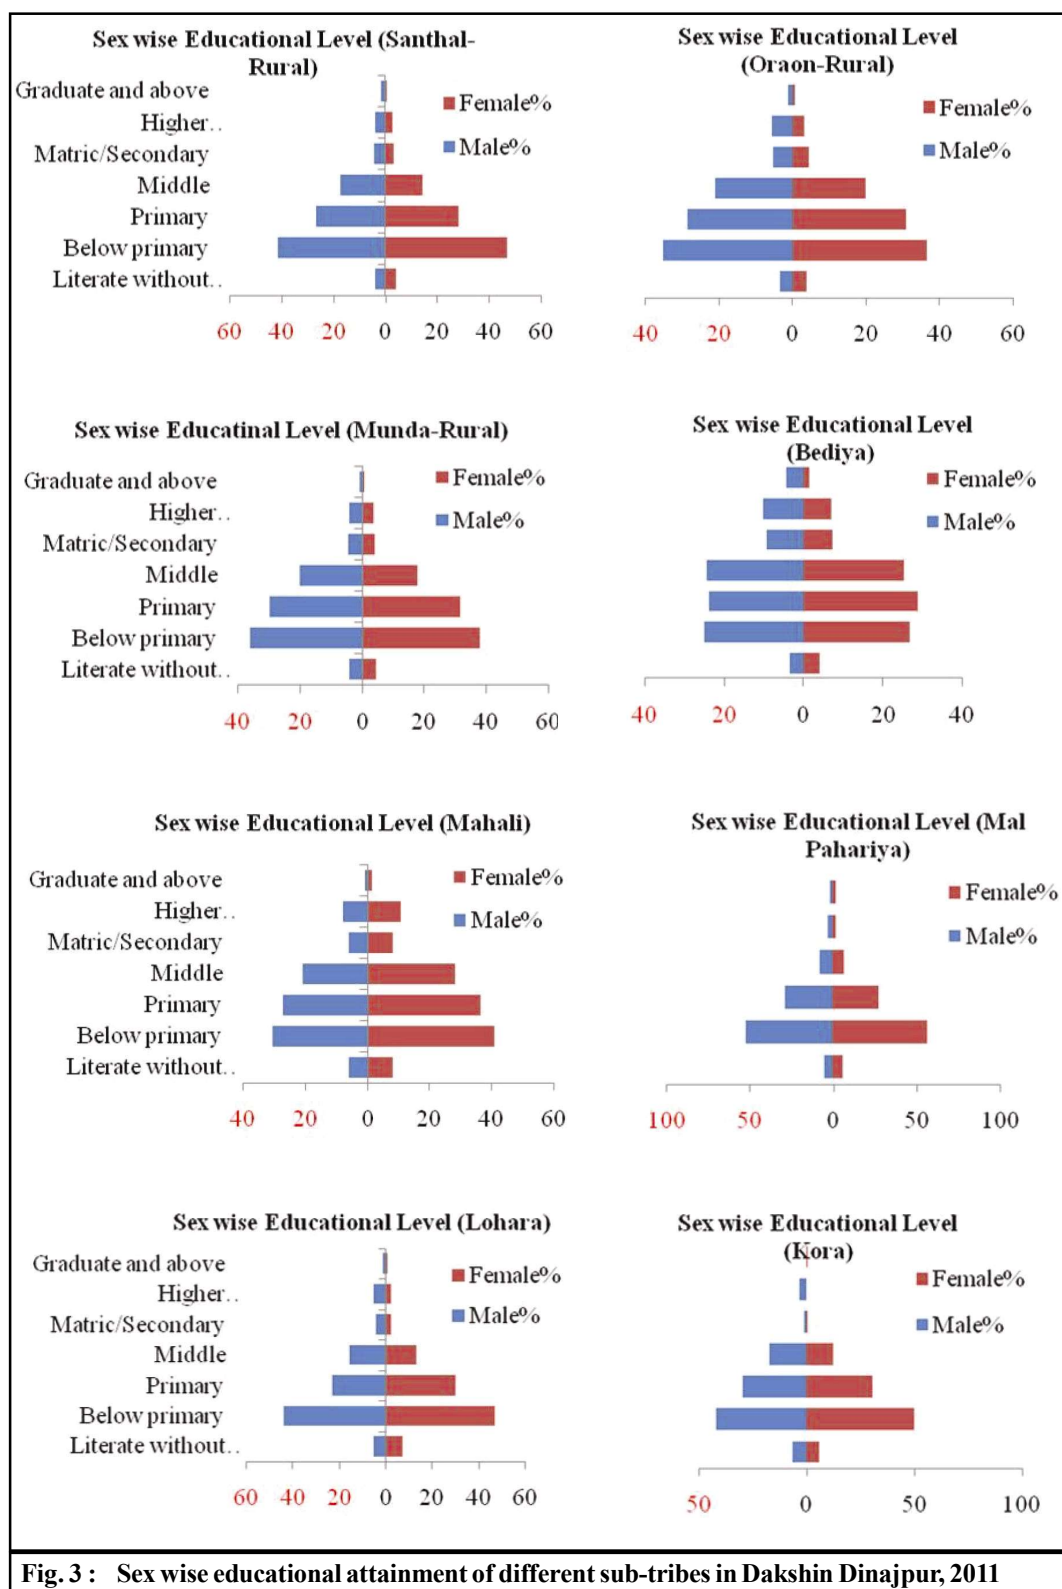 Sex wise Educational Level (Santhal-
Rural)
Graduate and above
Higher..
Matric/Secondary
Middle
Primary
Below primary
Literate without..
Female%
Male%
60 40 20 0 20 40 60
Sex wise Educational Level
(Oraon-Rural)
Female%
Male%
40 20 0 20 40 60
Sex wise Educatinal Level (Munda-Rural)
Graduate and above
Higher..
Matric/Secondary
Middle
Primary
Below primary
Literate without..
Female%
Male%
40 20 0 20 40 60
Sex wise Educational Level
(Bediya)
Female%
Male%
40 20 0 20 40
Sex wise Educational Level (Mahali)
Graduate and above
Higher..
Matric/Secondary
Middle
Primary
Below primary
Literate without..
Female%
Male%
40 20 0 20 40 60
Sex wise Educational Level (Mal
Pahariya)
Female%
Male%
100 50 0 50 100
Sex wise Educational Level (Lohara)
Graduate and above
Higher..
Matric/Secondary
Middle
Primary
Below primary
Literate without..
Female%
Male%
60 40 20 0 20 40 60
Sex wise Educational Level
(Kora)
Female%
Male%
50 0 50 100
Fig. 3 : Sex wise educational attainment of different sub-tribes in Dakshin Dinajpur, 2011